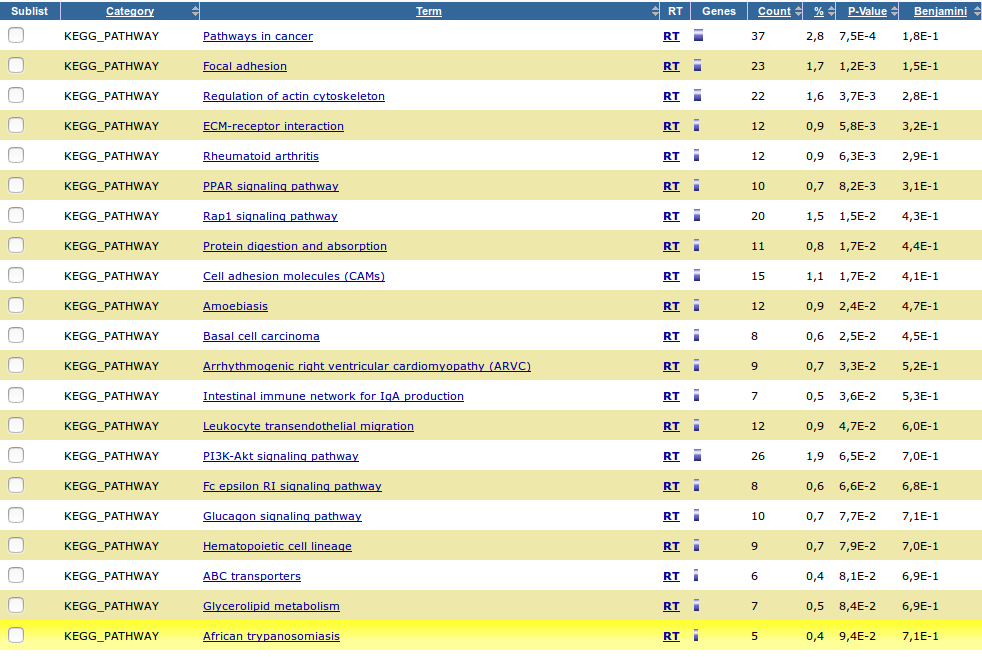 Sublist Category Term RT Genes Count % P-Value Benjamini
KEGG_PATHWAY Pathways in cancer RT 37 2,8 7,5E-4 1,8E-1
KEGG_PATHWAY Focal adhesion RT 23 1,7 1,2E-3 1,5E-1
KEGG_PATHWAY Regulation of actin cytoskeleton RT 22 1,6 3,7E-3 2,8E-1
KEGG_PATHWAY ECM-receptor interaction RT 12 0,9 5,8E-3 3,2E-1
KEGG_PATHWAY Rheumatoid arthritis RT 12 0,9 6,3E-3 2,9E-1
KEGG_PATHWAY PPAR signaling pathway RT 10 0,7 8,2E-3 3,1E-1
KEGG_PATHWAY Rap1 signaling pathway RT 20 1,5 1,5E-2 4,3E-1
KEGG_PATHWAY Protein digestion and absorption RT 11 0,8 1,7E-2 4,4E-1
KEGG_PATHWAY Cell adhesion molecules (CAMs) RT 15 1,1 1,7E-2 4,1E-1
KEGG_PATHWAY Amoebiasis RT 12 0,9 2,4E-2 4,7E-1
KEGG_PATHWAY Basal cell carcinoma RT 8 0,6 2,5E-2 4,5E-1
KEGG_PATHWAY Arrhythmogenic right ventricular cardiomyopathy (ARVC) RT 9 0,7 3,3E-2 5,2E-1
KEGG_PATHWAY Intestinal immune network for IgA production RT 7 0,5 3,6E-2 5,3E-1
KEGG_PATHWAY Leukocyte transendothelial migration RT 12 0,9 4,7E-2 6,0E-1
KEGG_PATHWAY PI3K-Akt signaling pathway RT 26 1,9 6,5E-2 7,0E-1
KEGG_PATHWAY Fc epsilon RI signaling pathway RT 8 0,6 6,6E-2 6,8E-1
KEGG_PATHWAY Glucagon signaling pathway RT 10 0,7 7,7E-2 7,1E-1
KEGG_PATHWAY Hematopoietic cell lineage RT 9 0,7 7,9E-2 7,0E-1
KEGG_PATHWAY ABC transporters RT 6 0,4 8,1E-2 6,9E-1
KEGG_PATHWAY Glycerolipid metabolism RT 7 0,5 8,4E-2 6,9E-1
KEGG_PATHWAY African trypanosomiasis RT 5 0,4 9,4E-2 7,1E-1